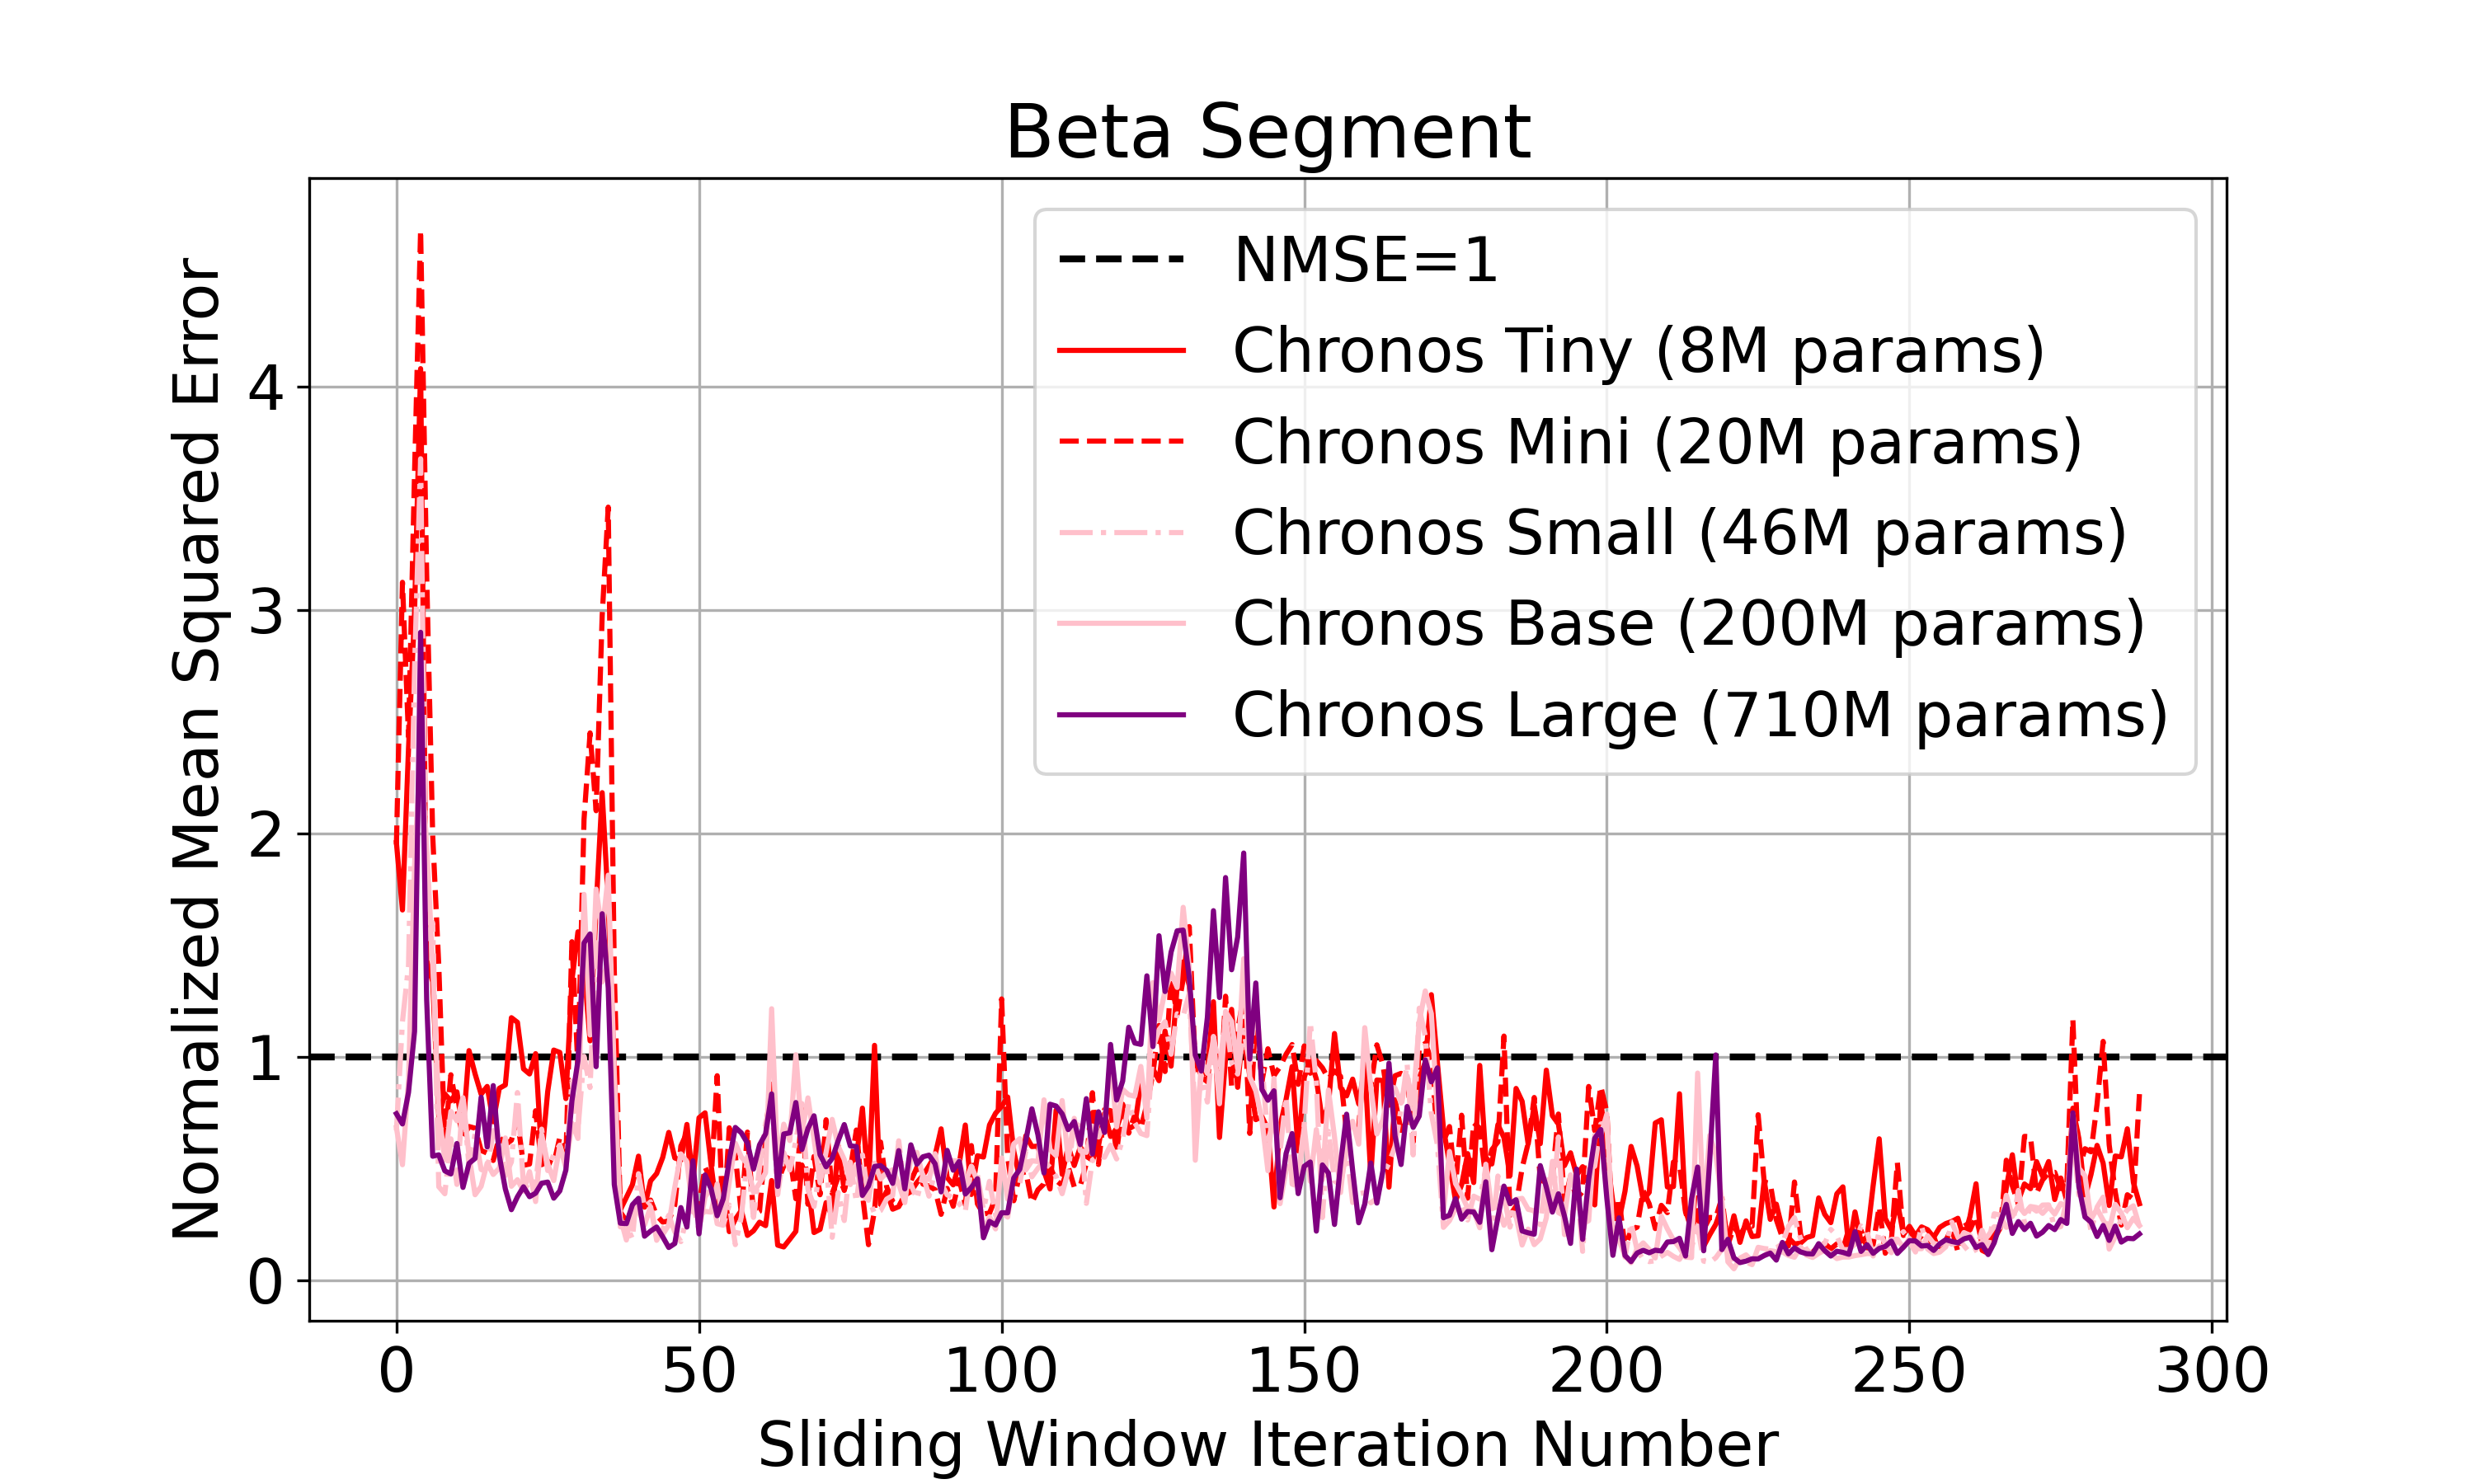 Beta Segment
Normalized Mean Squared Error
4
3
2
1
0
NMSE=1
Chronos Tiny (8M params)
Chronos Mini (20M params)
Chronos Small (46M params)
Chronos Base (200M params)
Chronos Large (710M params)
0 50 100 150 200 250 300
Sliding Window Iteration Number